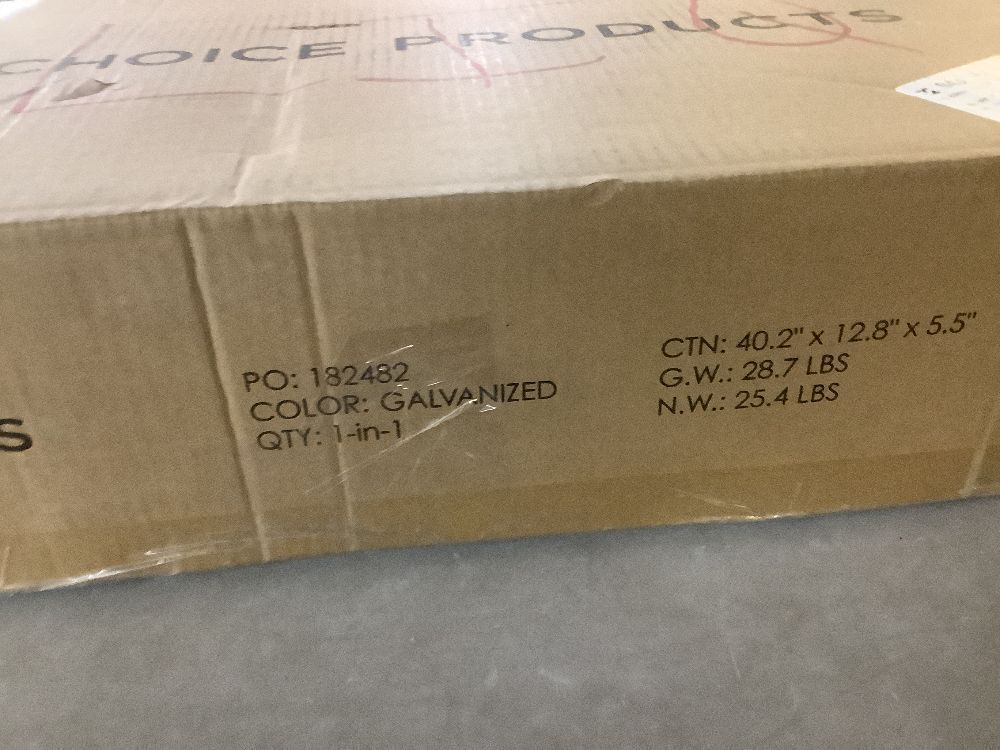 CHOICE PRODUCTS
S
PO: 182482
COLOR: GALVANIZED
QTY: 1-in-1
CTN: 40.2" x 12.8" x 5.5"
G.W.: 28.7 LBS
N.W.: 25.4 LBS